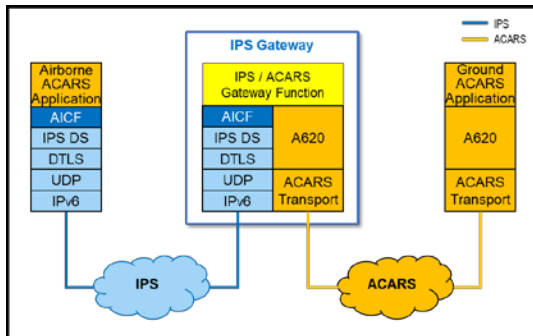 IPS Gateway
IPS
ACARS
Airborne
ACARS
Application
AICF
IPS DS
DTLS
UDP
IPv6
IPS / ACARS
Gateway Function
AICF
IPS DS
DTLS
UDP
IPv6
A620
ACARS
Transport
Ground
ACARS
Application
A620
ACARS
Transport
IPS
ACARS